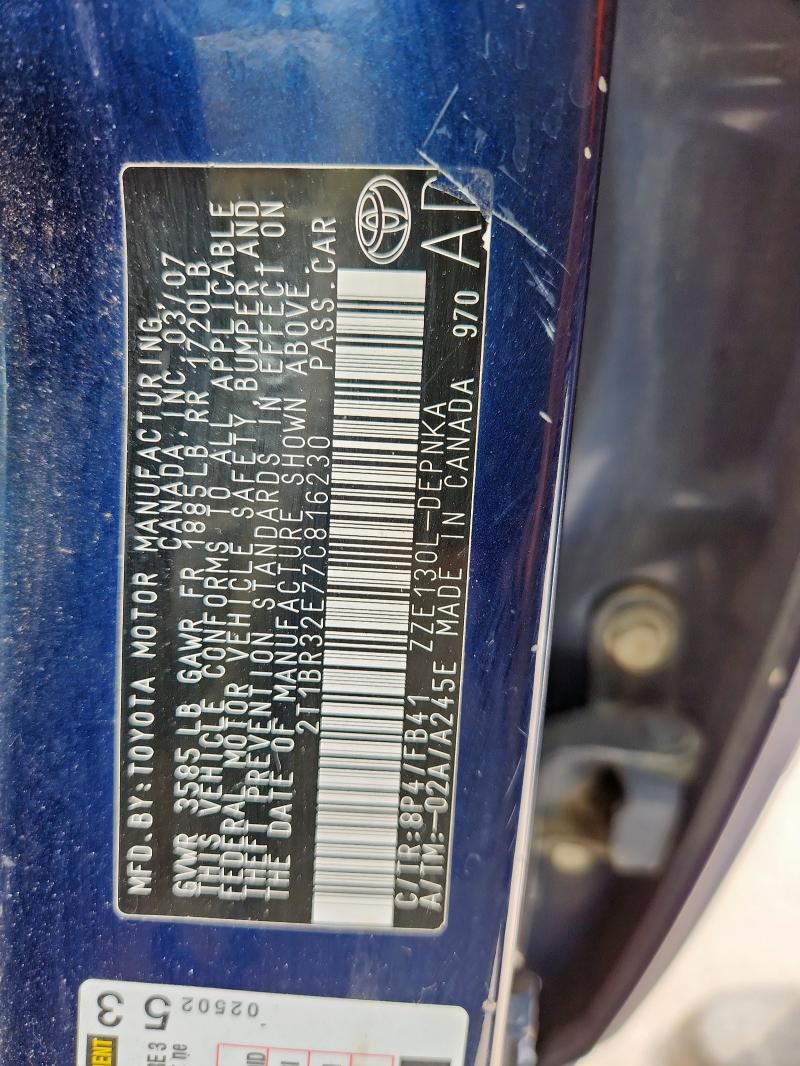 MFD.BY:TOYOTA MOTOR MANUFACTURING
CANADA, INC. 03/07
GVWR 3585 LB GAWR FR 1885LB, RR 1720LB
THIS VEHICLE CONFORMS TO ALL APPLICABLE
FEDERAL MOTOR VEHICLE SAFETY, BUMPER, AND
THEFT PREVENTION STANDARDS IN EFFECT ON
THE DATE OF MANUFACTURE SHOWN ABOVE.
2T1BR32E77C816230 PASS.CAR
C/TR:8P4/FB41 ZZE130L-DEPNKA
A/TM:-02A/A245E MADE IN CANADA 970
3
5
02502